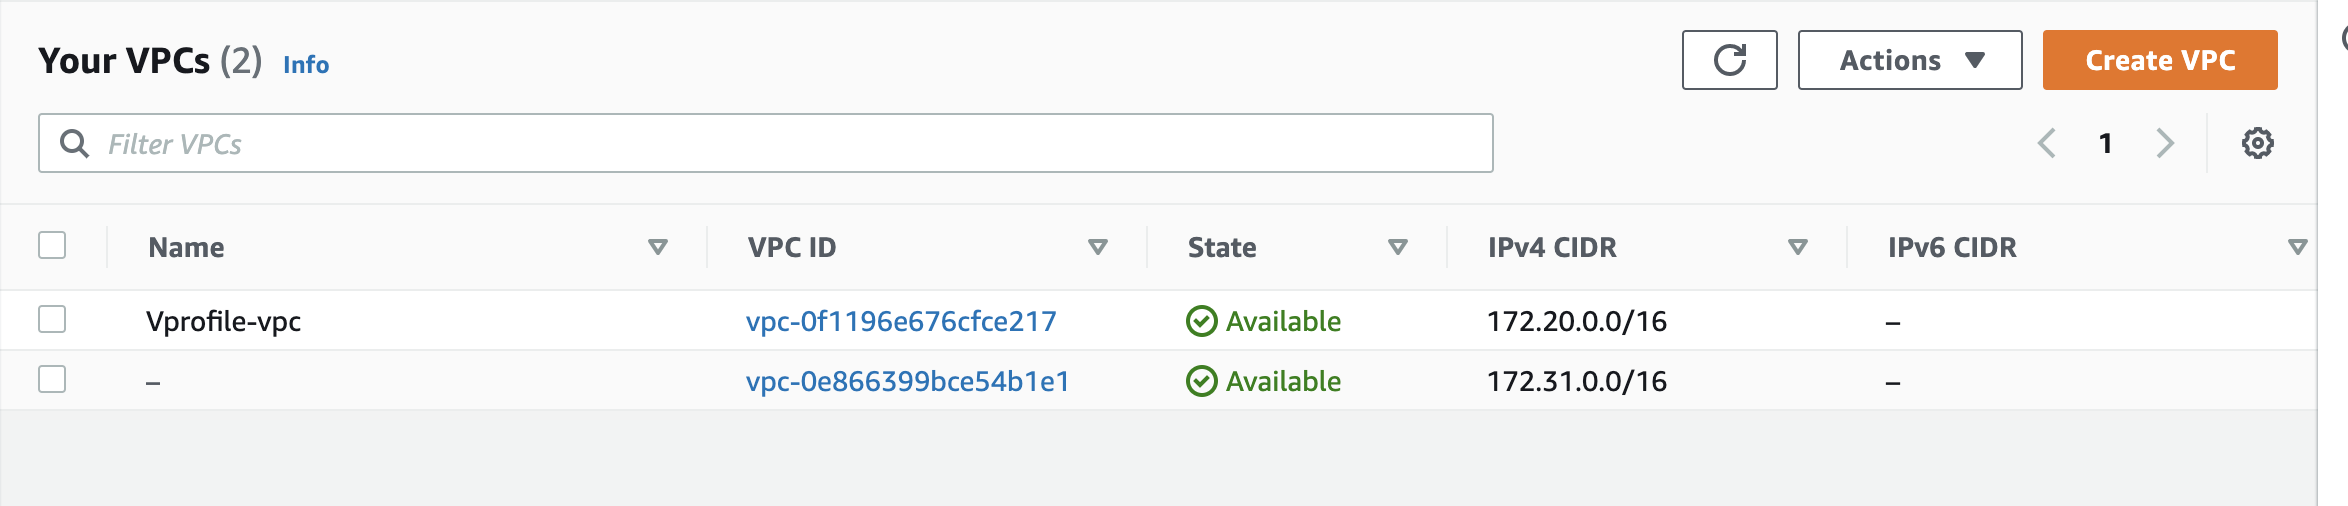 Your VPCs (2) Info
Actions
Create VPC
Filter VPCs
1
Name VPC ID State IPv4 CIDR IPv6 CIDR
Vprofile-vpc vpc-0f1196e676cfce217 Available 172.20.0.0/16 –
– vpc-0e866399bce54b1e1 Available 172.31.0.0/16 –